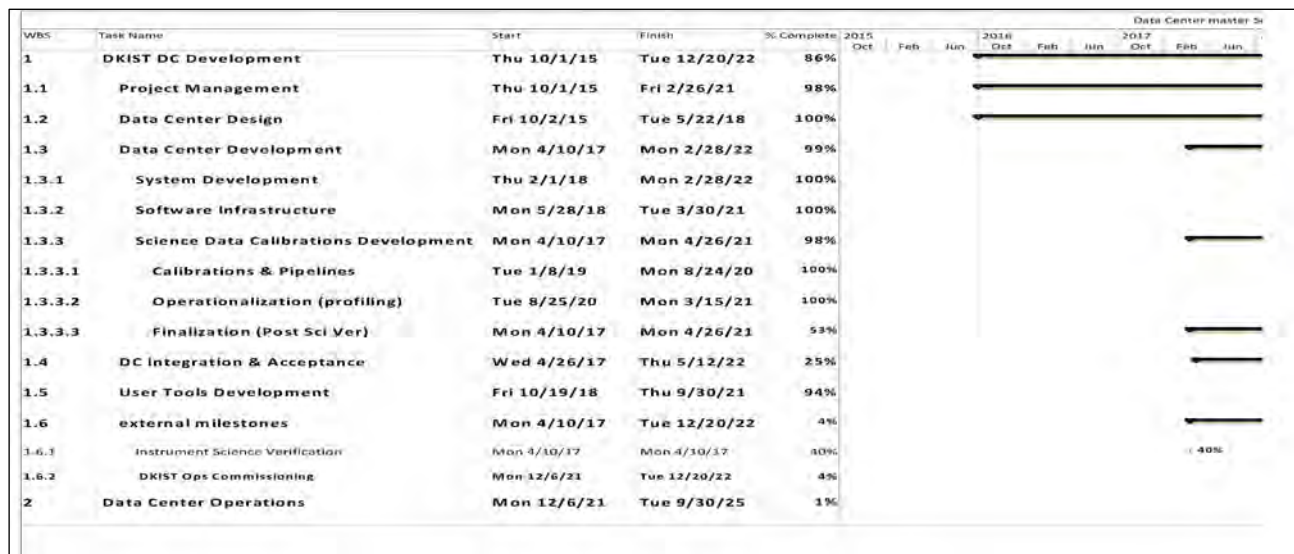 Data Center master S
WBS Task Name Start Finish % Complete 2015 2016 2017
Oct Feb Jun Oct Feb Jun Oct Feb Jun
1 DKIST DC Development Thu 10/1/15 Tue 12/20/22 86%
1.1 Project Management Thu 10/1/15 Fri 2/26/21 98%
1.2 Data Center Design Fri 10/2/15 Tue 5/22/18 100%
1.3 Data Center Development Mon 4/10/17 Mon 2/28/22 99%
1.3.1 System Development Thu 2/1/18 Mon 2/28/22 100%
1.3.2 Software Infrastructure Mon 5/28/18 Tue 3/30/21 100%
1.3.3 Science Data Calibrations Development Mon 4/10/17 Mon 4/26/21 98%
1.3.3.1 Calibrations & Pipelines Tue 1/8/19 Mon 8/24/20 100%
1.3.3.2 Operationalization (profiling) Tue 8/25/20 Mon 3/15/21 100%
1.3.3.3 Finalization (Post Sci Ver) Mon 4/10/17 Mon 4/26/21 53%
1.4 DC Integration & Acceptance Wed 4/26/17 Thu 5/12/22 25%
1.5 User Tools Development Fri 10/19/18 Thu 9/30/21 94%
1.6 external milestones Mon 4/10/17 Tue 12/20/22 4%
1.6.1 Instrument Science Verification Mon 4/10/17 Mon 4/10/17 40% 40%
1.6.2 DKIST Ops Commissioning Mon 12/6/21 Tue 12/20/22 4%
2 Data Center Operations Mon 12/6/21 Tue 9/30/25 1%